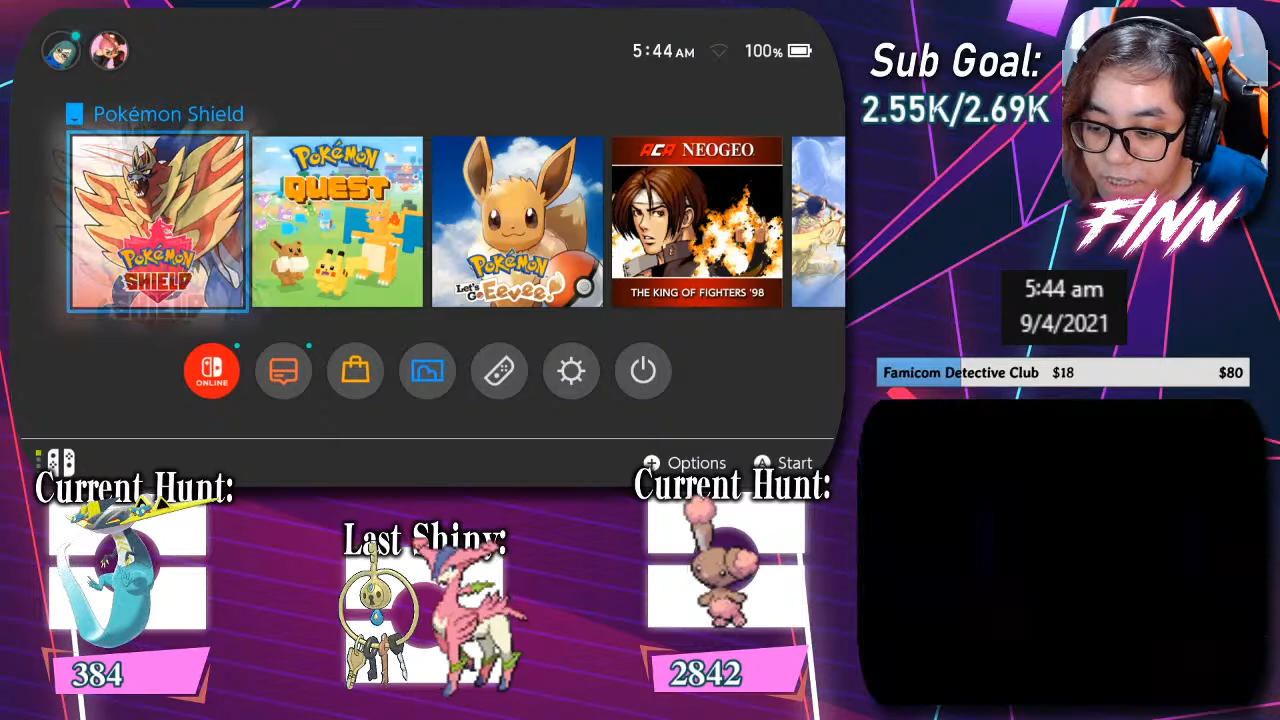 5:44 AM 100%
Pokémon Shield
POKÉMON SHIELD
POKÉMON QUEST
POKÉMON Let's Go Eevee!
ACA NEOGEO
THE KING OF FIGHTERS '98
ONLINE
Options Start
Sub Goal:
2.55K/2.69K
FINN
5:44 am
9/4/2021
Famicom Detective Club $18 $80
Current Hunt:
384
Last Shiny:
Current Hunt:
2842